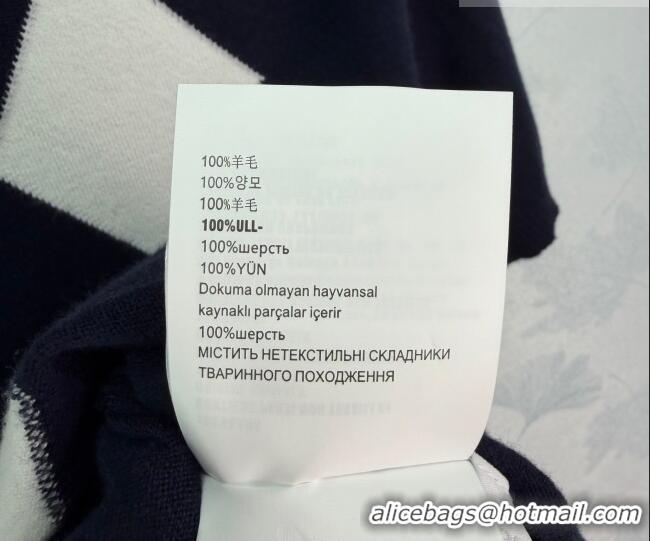 100%羊毛
100%양모
100%羊毛
100%ULL-
100%шерсть
100%YÜN
Dokuma olmayan hayvansal
kaynaklı parçalar içerir
100%шерсть
МІСТИТЬ НЕТЕКСТИЛЬНІ СКЛАДНИКИ
ТВАРИННОГО ПОХОДЖЕННЯ
alicebags@hotmail.com